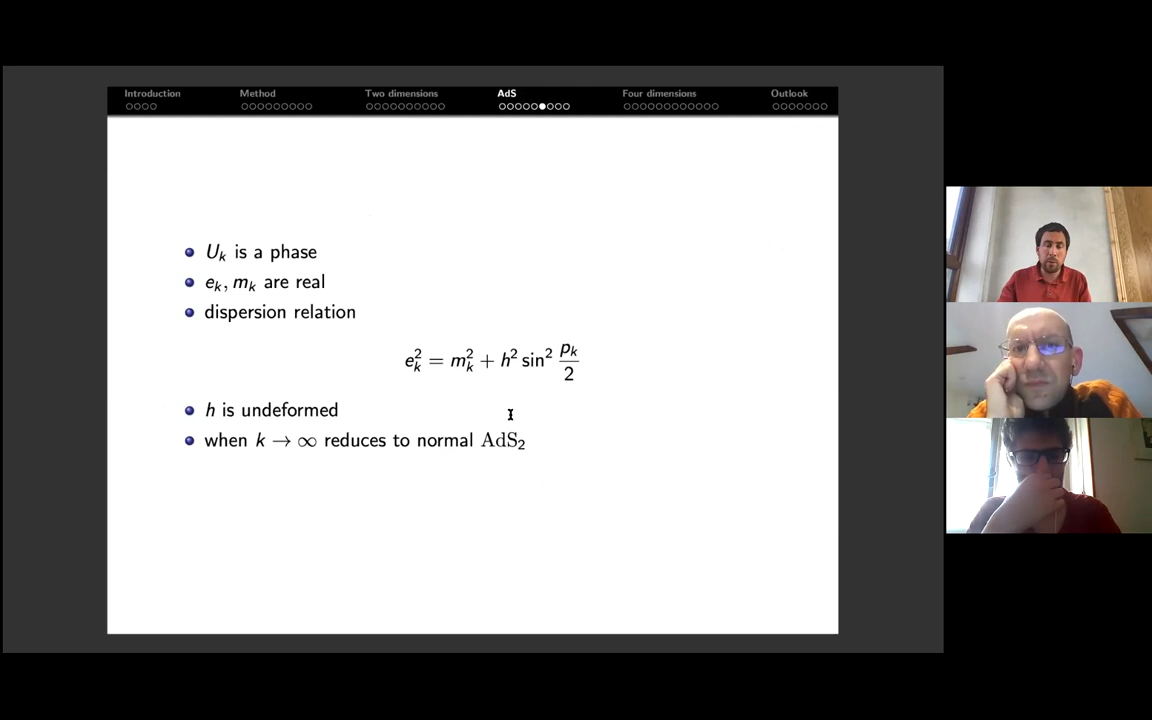 Introduction Method Two dimensions AdS Four dimensions Outlook
U_k is a phase
e_k, m_k are real
dispersion relation
e_k^2 = m_k^2 + h^2 sin^2 p_k/2
h is undeformed
when k → ∞ reduces to normal AdS_2